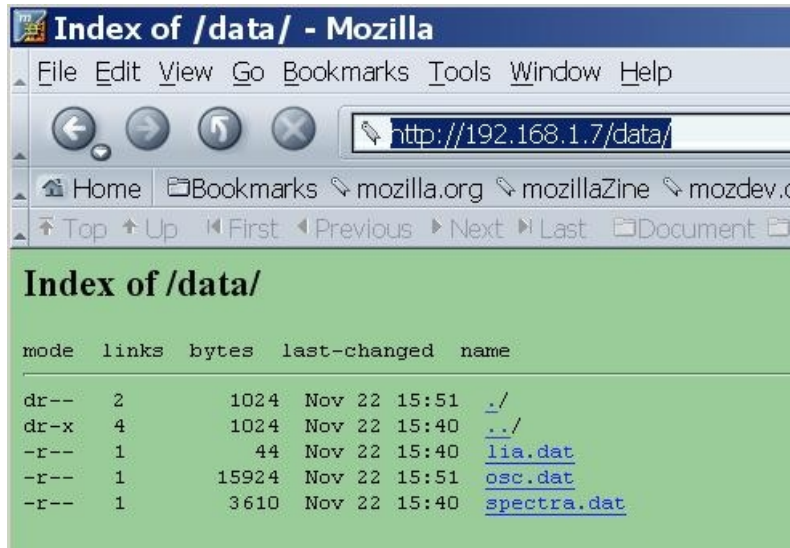 Index of /data/ - Mozilla
File Edit View Go Bookmarks Tools Window Help
http://192.168.1.7/data/
Home Bookmarks mozilla.org mozillaZine
Top Up First Previous Next Last Document
Index of /data/
mode links bytes last-changed name
dr-- 2 1024 Nov 22 15:51 ./
dr-x 4 1024 Nov 22 15:40 ../
-r-- 1 44 Nov 22 15:40 lia.dat
-r-- 1 15924 Nov 22 15:51 osc.dat
-r-- 1 3610 Nov 22 15:40 spectra.dat